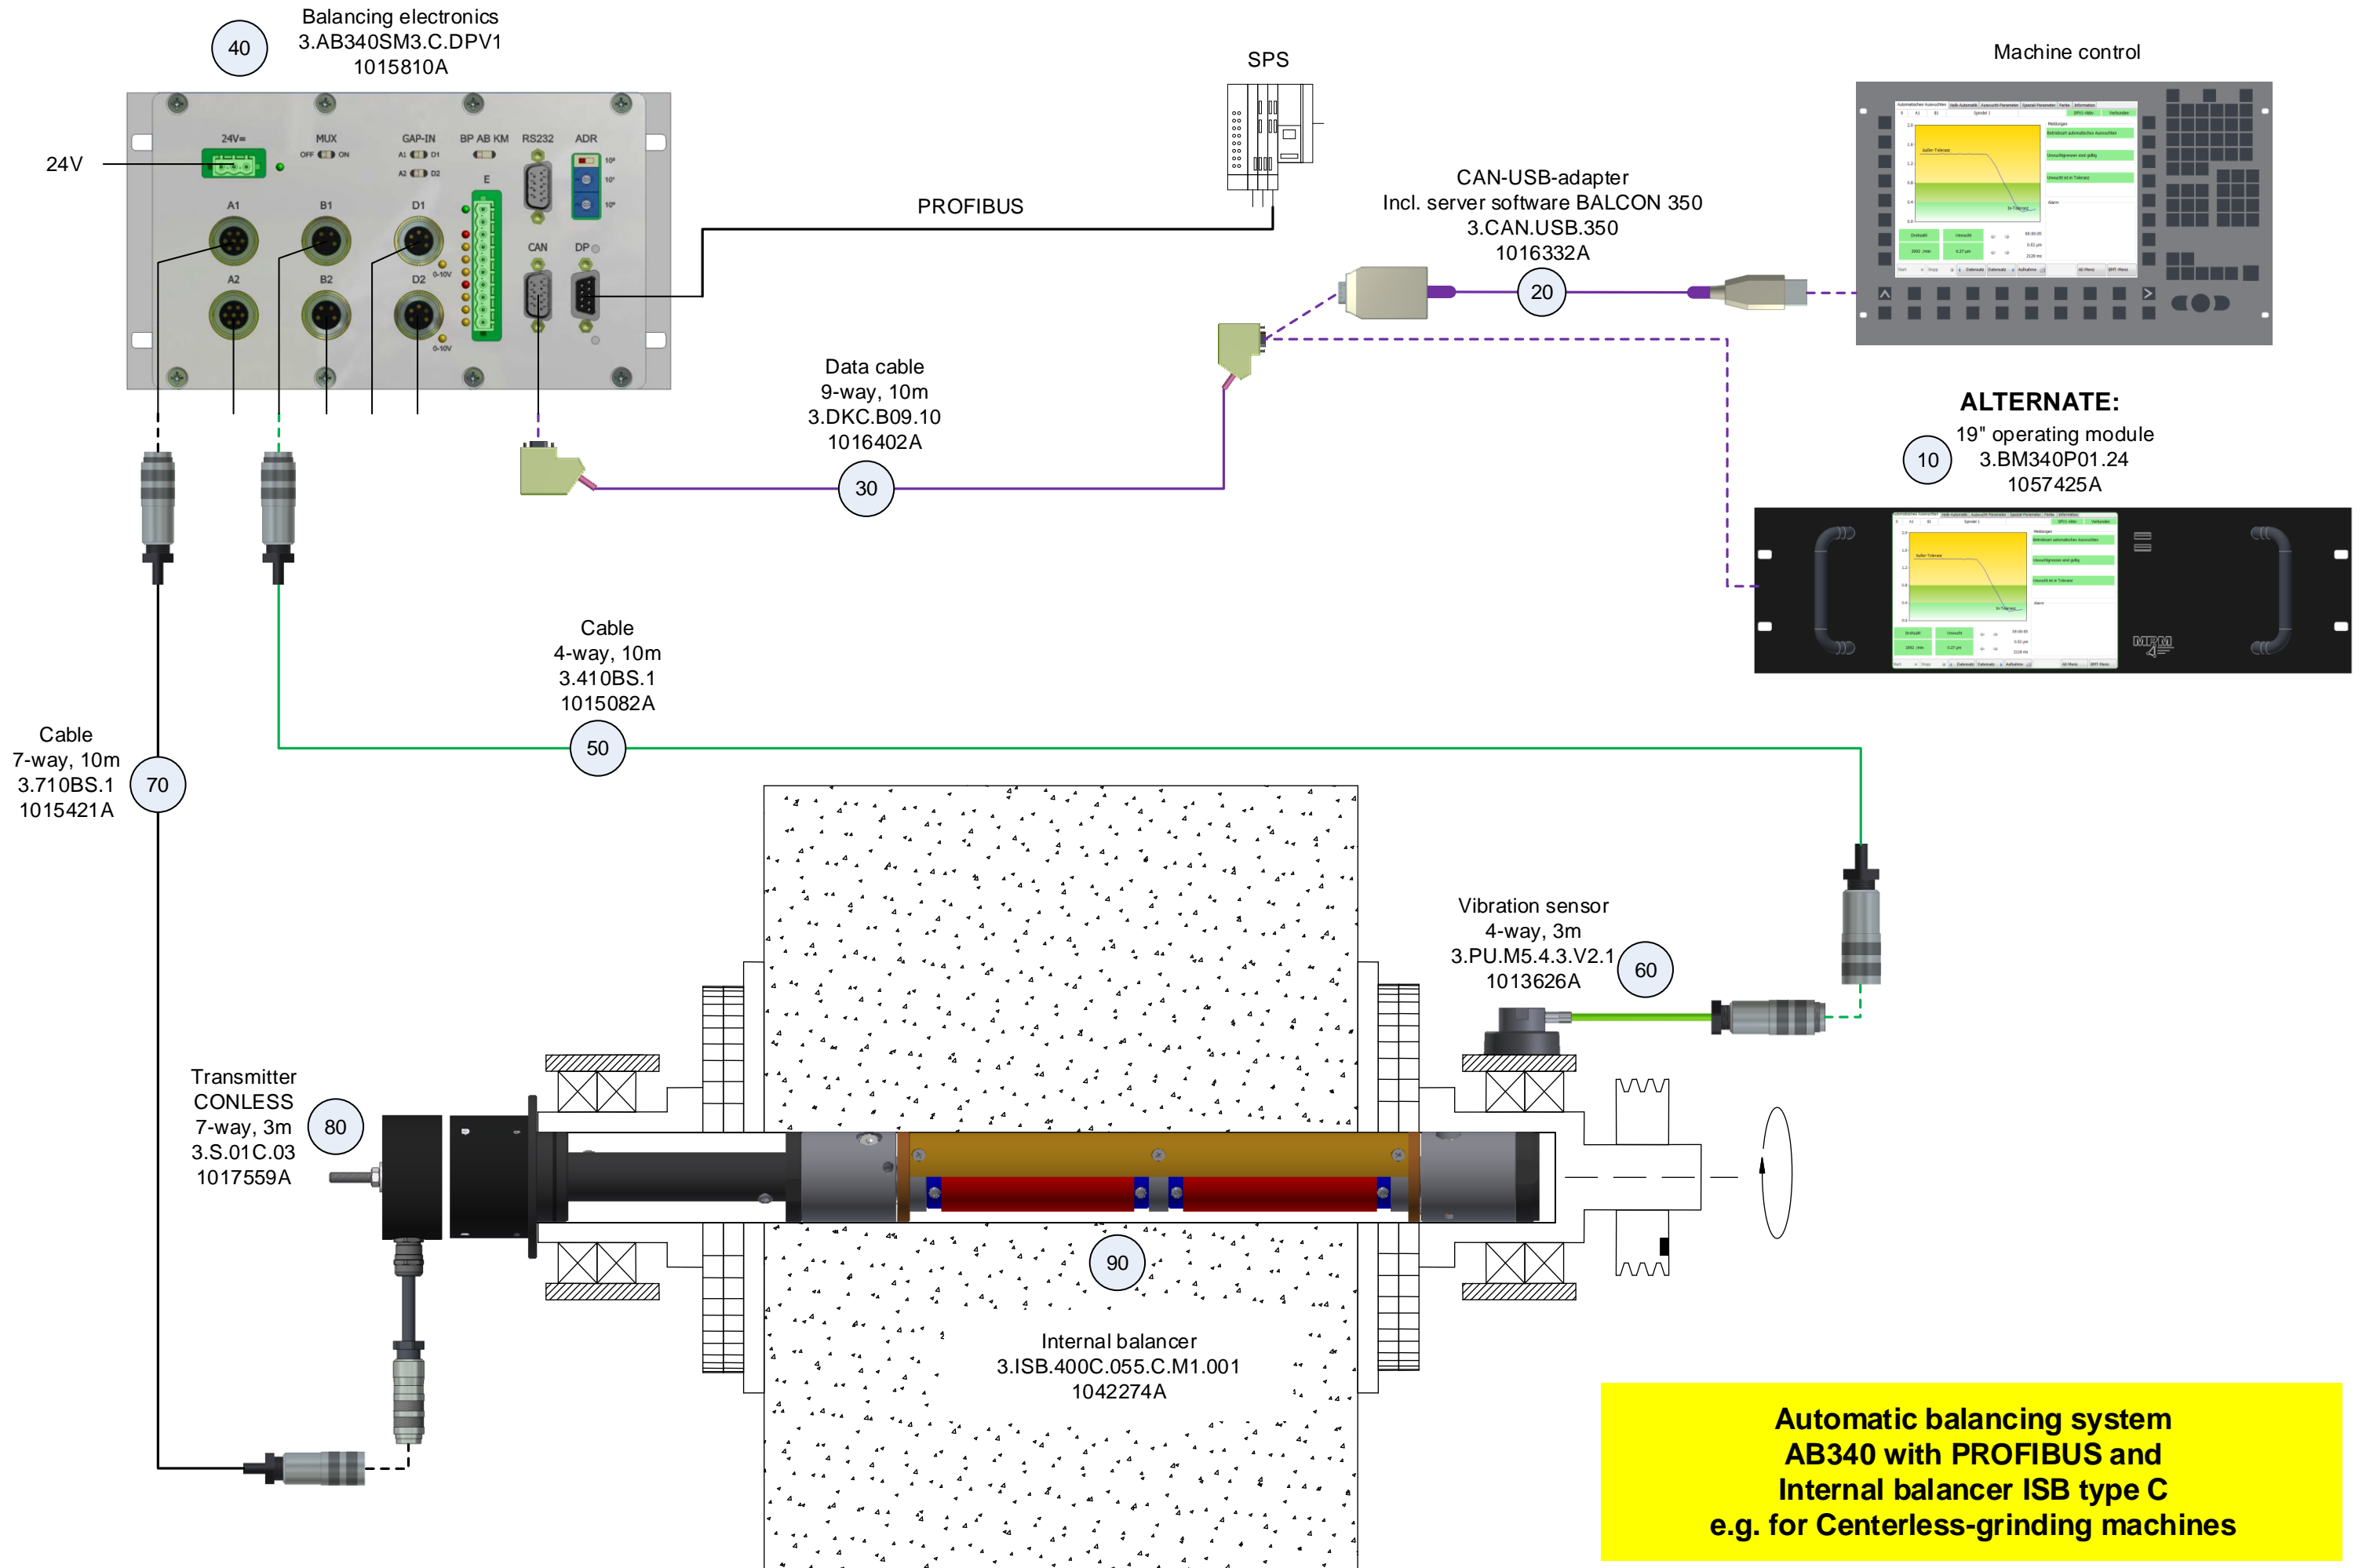 Balancing electronics
3.AB340SM3.C.DPV1
1015810A
40
24V
24V=
MUX
OFF ON
GAP-IN
A1 D1
A2 D2
BP AB KM
RS232
ADR
E
A1
B1
D1
CAN
DP
0-10V
A2
B2
D2
0-10V
SPS
PROFIBUS
CAN-USB-adapter
Incl. server software BALCON 350
3.CAN.USB.350
1016332A
20
Machine control
Data cable
9-way, 10m
3.DKC.B09.10
1016402A
30
ALTERNATE:
19" operating module
3.BM340P01.24
1057425A
10
MPM
Cable
4-way, 10m
3.410BS.1
1015082A
50
Cable
7-way, 10m
3.710BS.1
1015421A
70
Vibration sensor
4-way, 3m
3.PU.M5.4.3.V2.1
1013626A
60
Transmitter
CONLESS
7-way, 3m
3.S.01C.03
1017559A
80
90
Internal balancer
3.ISB.400C.055.C.M1.001
1042274A
Automatic balancing system
AB340 with PROFIBUS and
Internal balancer ISB type C
e.g. for Centerless-grinding machines